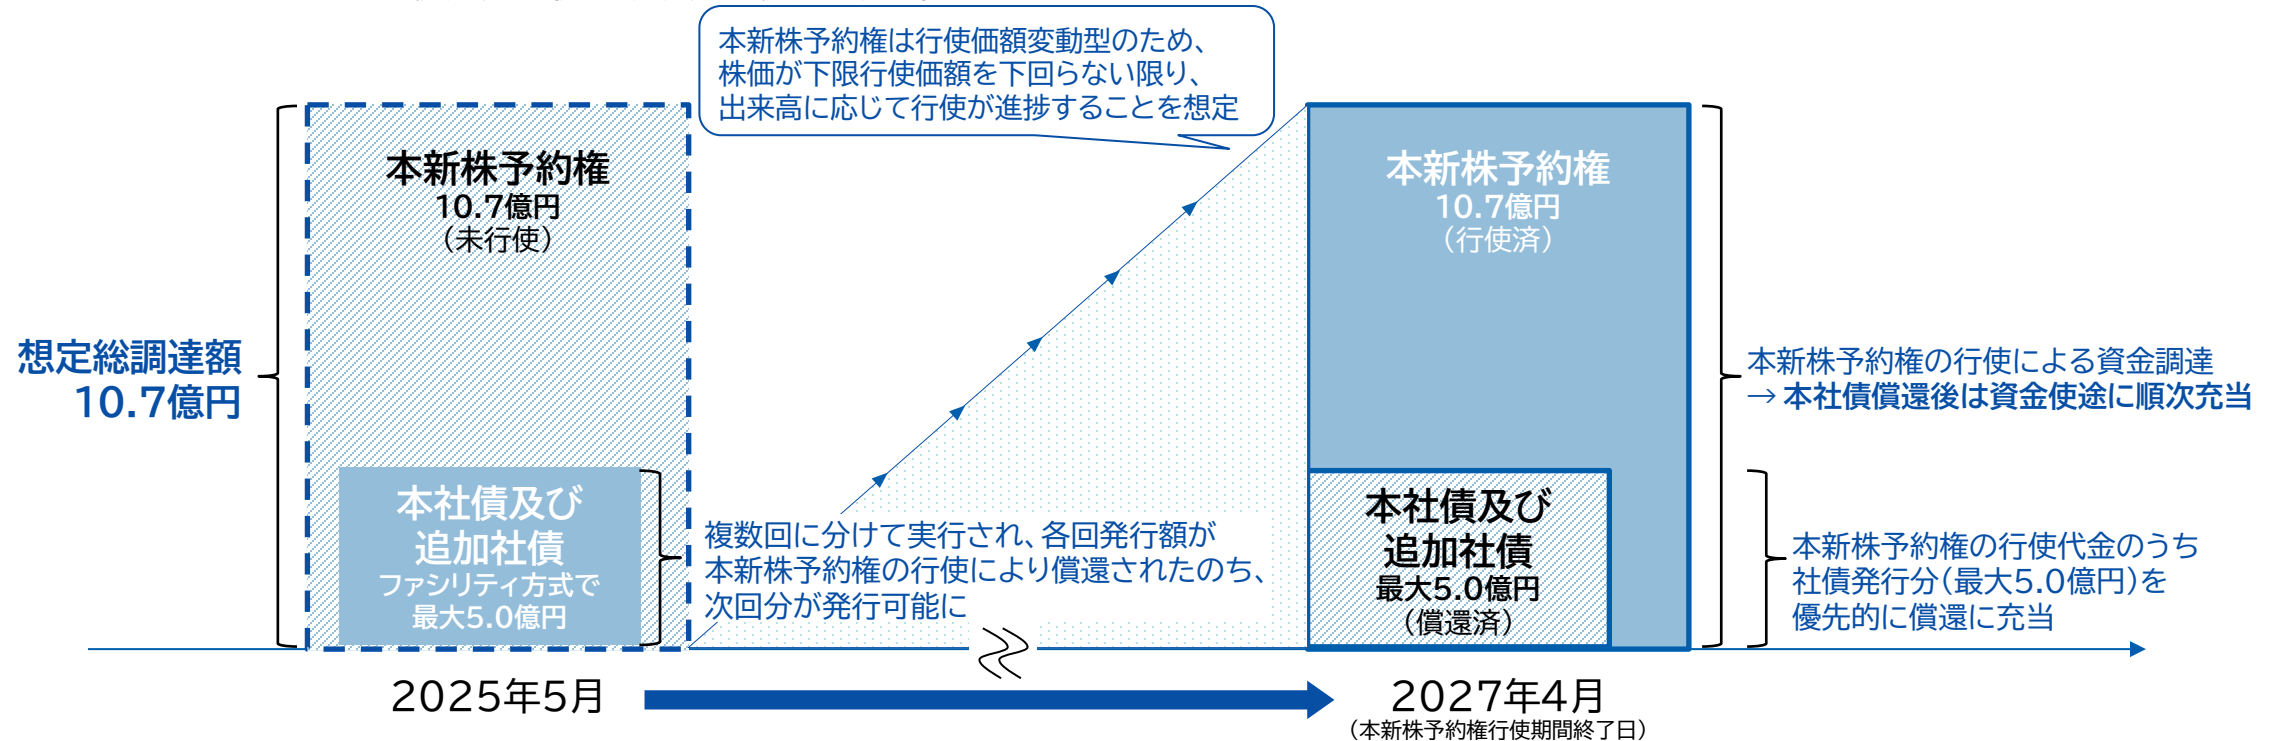 本新株予約権は行使価額変動型のため、
株価が下限行使価額を下回らない限り、
出来高に応じて行使が進捗することを想定
本新株予約権
10.7億円
（未行使）
本新株予約権
10.7億円
（行使済）
想定総調達額
10.7億円
本新株予約権の行使による資金調達
→ 本社債償還後は資金使途に順次充当
本社債及び
追加社債
ファシリティ方式で
最大5.0億円
複数回に分けて実行され、各回発行額が
本新株予約権の行使により償還されたのち、
次回分が発行可能に
本社債及び
追加社債
最大5.0億円
（償還済）
本新株予約権の行使代金のうち
社債発行分（最大5.0億円）を
優先的に償還に充当
2025年5月
2027年4月
（本新株予約権行使期間終了日）